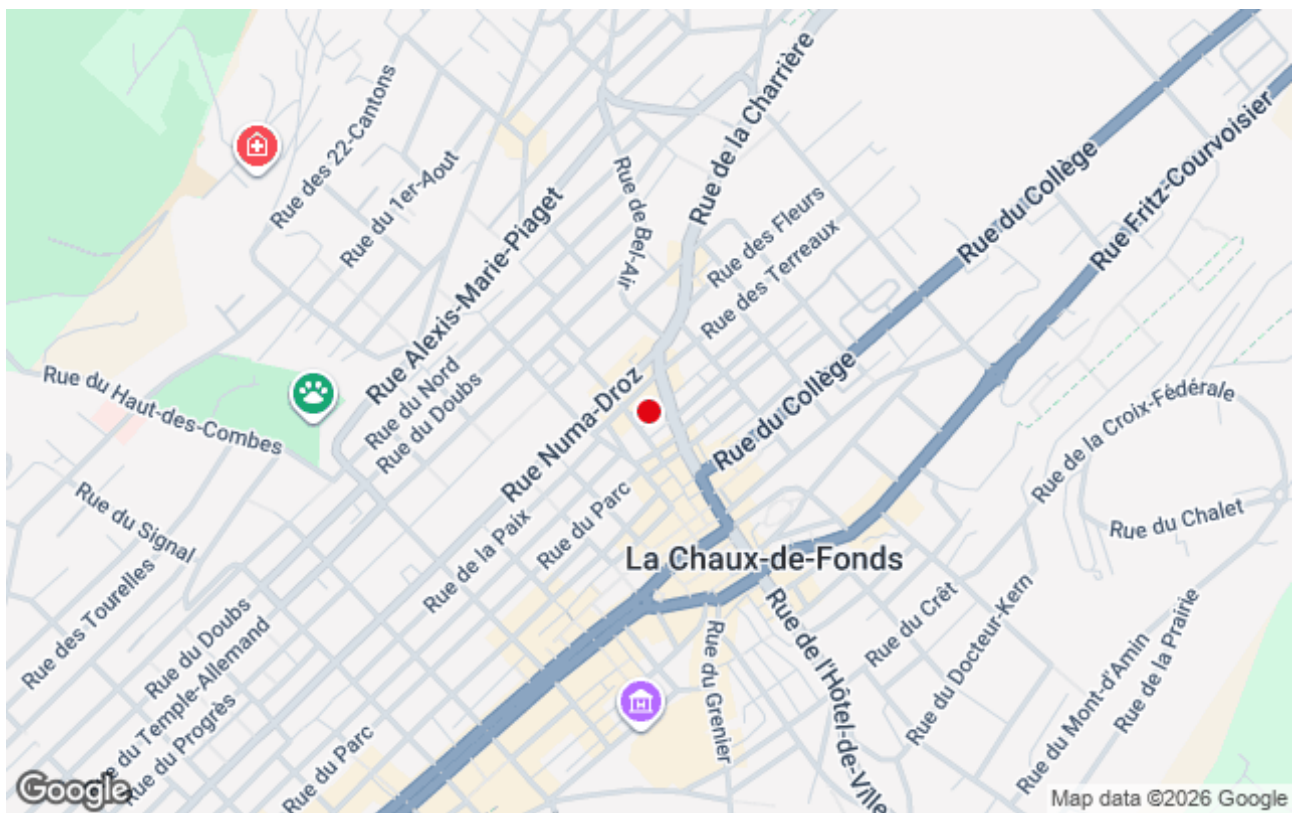 Rue de la Charrière
Rue des 22-Cantons
Rue du 1er-Aout
Rue du Collège
Rue Fritz-Courvoisier
Rue de Bel-Air
Rue des Fleurs
Rue Alexis-Marie-Piaget
Rue des Terreaux
Rue du Haut-des-Combes
Rue du Nord
Rue du Doubs
Rue Numa-Droz
Rue du Collège
Rue de la Croix-Fédérale
Rue du Signal
Rue du Parc
Rue de la Paix
Rue du Chalet
La Chaux-de-Fonds
Rue des Tourelles
Rue du Doubs
Rue du Temple-Allemand
Rue du Progrès
Rue du Parc
Rue du Grenier
Rue de l'Hôtel-de-Ville
Rue du Crêt
Rue du Docteur-Kern
Rue du Mont-d'Amin
Rue de la Prairie
H
Google
Map data ©2026 Google